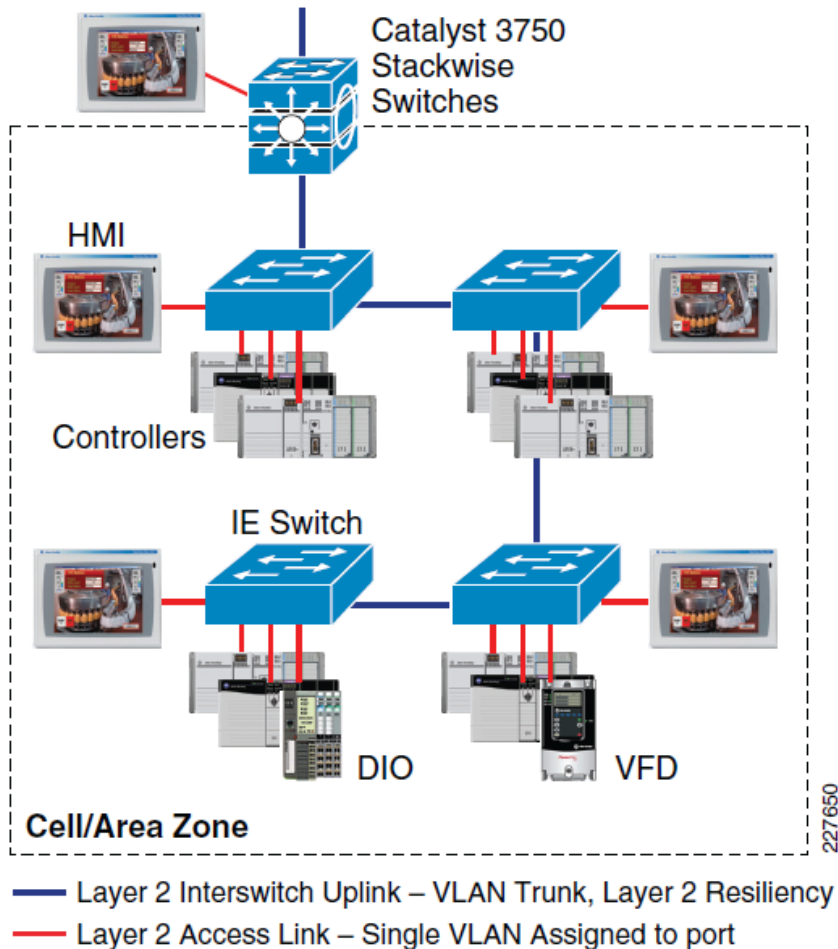 Catalyst 3750
Stackwise
Switches
HMI
Controllers
IE Switch
DIO
VFD
Cell/Area Zone
227650
Layer 2 Interswitch Uplink – VLAN Trunk, Layer 2 Resiliency
Layer 2 Access Link – Single VLAN Assigned to port